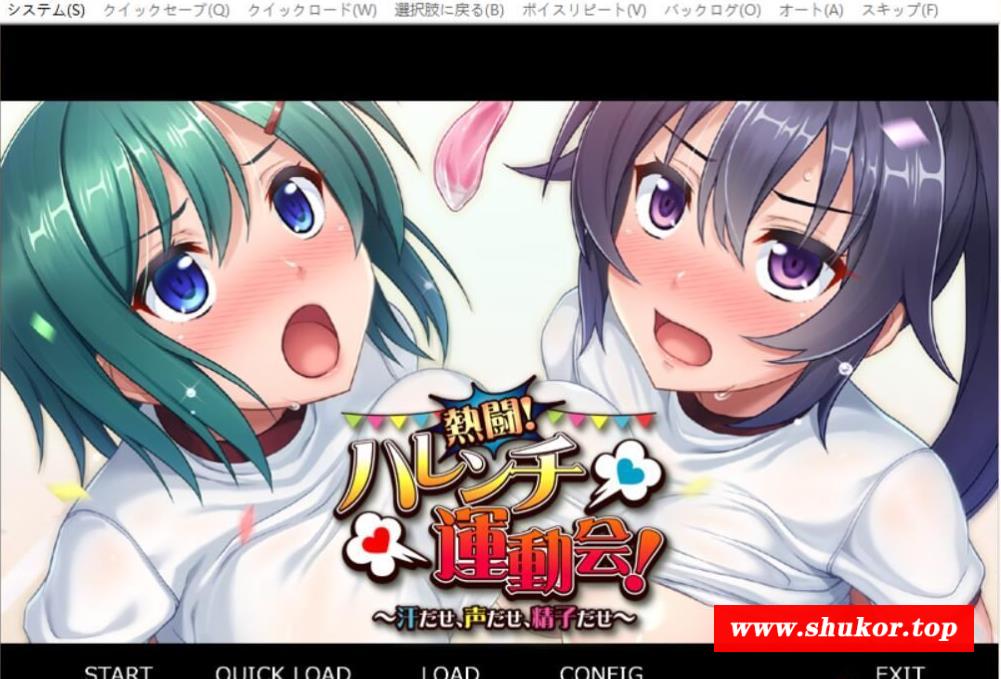 システム(S) クイックセーブ(Q) クイックロード(W) 選択肢に戻る(B) ボイスリピート(V) バックログ(O) オート(A) スキップ(F)
熱闘!
ハレンチ
運動会!
～汗だせ、声だせ、精子だせ～
www.shukor.top
START QUICK LOAD LOAD CONFIG EXIT